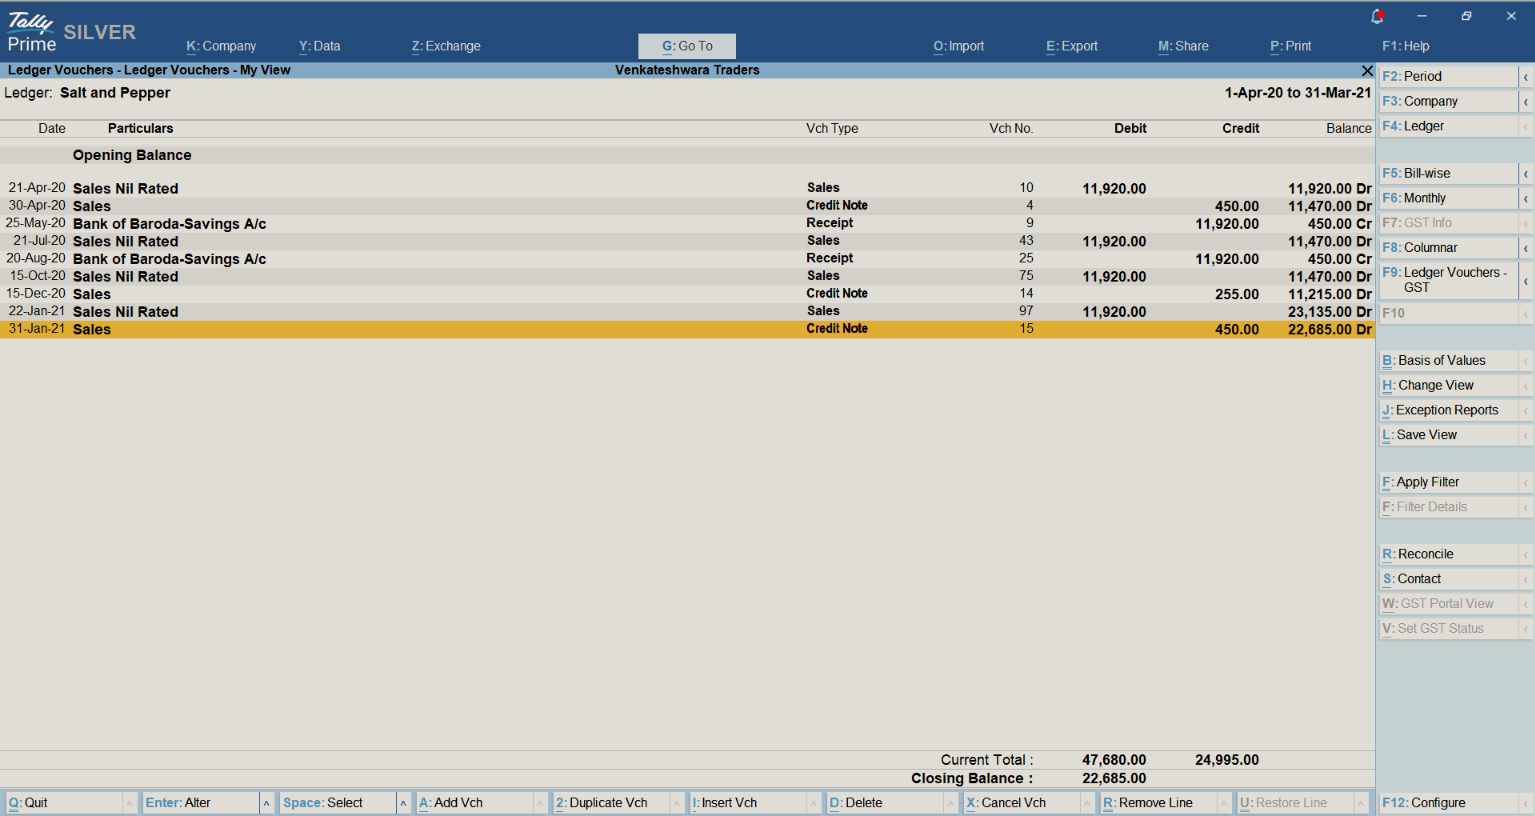 Tally
Prime SILVER
K: Company Y: Data Z: Exchange G: Go To O: Import E: Export M: Share P: Print F1: Help
Ledger Vouchers - Ledger Vouchers - My View Venkateshwara Traders
Ledger: Salt and Pepper 1-Apr-20 to 31-Mar-21
Date Particulars Vch Type Vch No. Debit Credit Balance
Opening Balance
21-Apr-20 Sales Nil Rated Sales 10 11,920.00 11,920.00 Dr
30-Apr-20 Sales Credit Note 4 450.00 11,470.00 Dr
25-May-20 Bank of Baroda-Savings A/c Receipt 9 11,920.00 450.00 Cr
21-Jul-20 Sales Nil Rated Sales 43 11,920.00 11,470.00 Dr
20-Aug-20 Bank of Baroda-Savings A/c Receipt 25 11,920.00 450.00 Cr
15-Oct-20 Sales Nil Rated Sales 75 11,920.00 11,470.00 Dr
15-Dec-20 Sales Credit Note 14 255.00 11,215.00 Dr
22-Jan-21 Sales Nil Rated Sales 97 11,920.00 23,135.00 Dr
31-Jan-21 Sales Credit Note 15 450.00 22,685.00 Dr
Current Total : 47,680.00 24,995.00
Closing Balance : 22,685.00
F2: Period
F3: Company
F4: Ledger
F5: Bill-wise
F6: Monthly
F7: GST Info
F8: Columnar
F9: Ledger Vouchers -
GST
F10
B: Basis of Values
H: Change View
J: Exception Reports
L: Save View
F: Apply Filter
F: Filter Details
R: Reconcile
S: Contact
W: GST Portal View
V: Set GST Status
Q: Quit Enter: Alter Space: Select A: Add Vch 2: Duplicate Vch I: Insert Vch D: Delete X: Cancel Vch R: Remove Line U: Restore Line F12: Configure